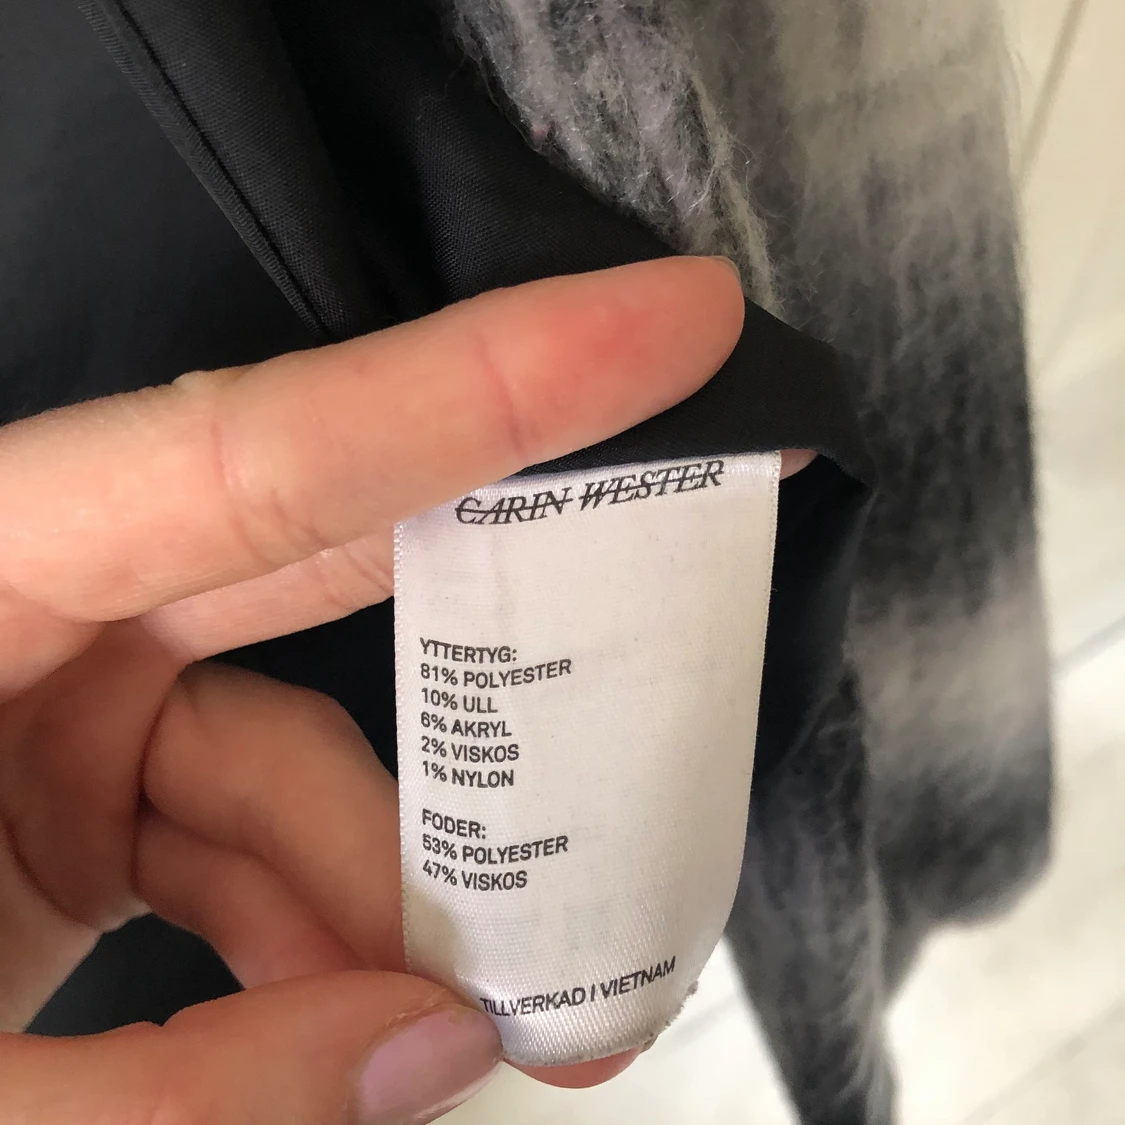 CARIN WESTER
YTTERTYG:
81% POLYESTER
10% ULL
6% AKRYL
2% VISKOS
1% NYLON
FODER:
53% POLYESTER
47% VISKOS
TILLVERKAD I VIETNAM